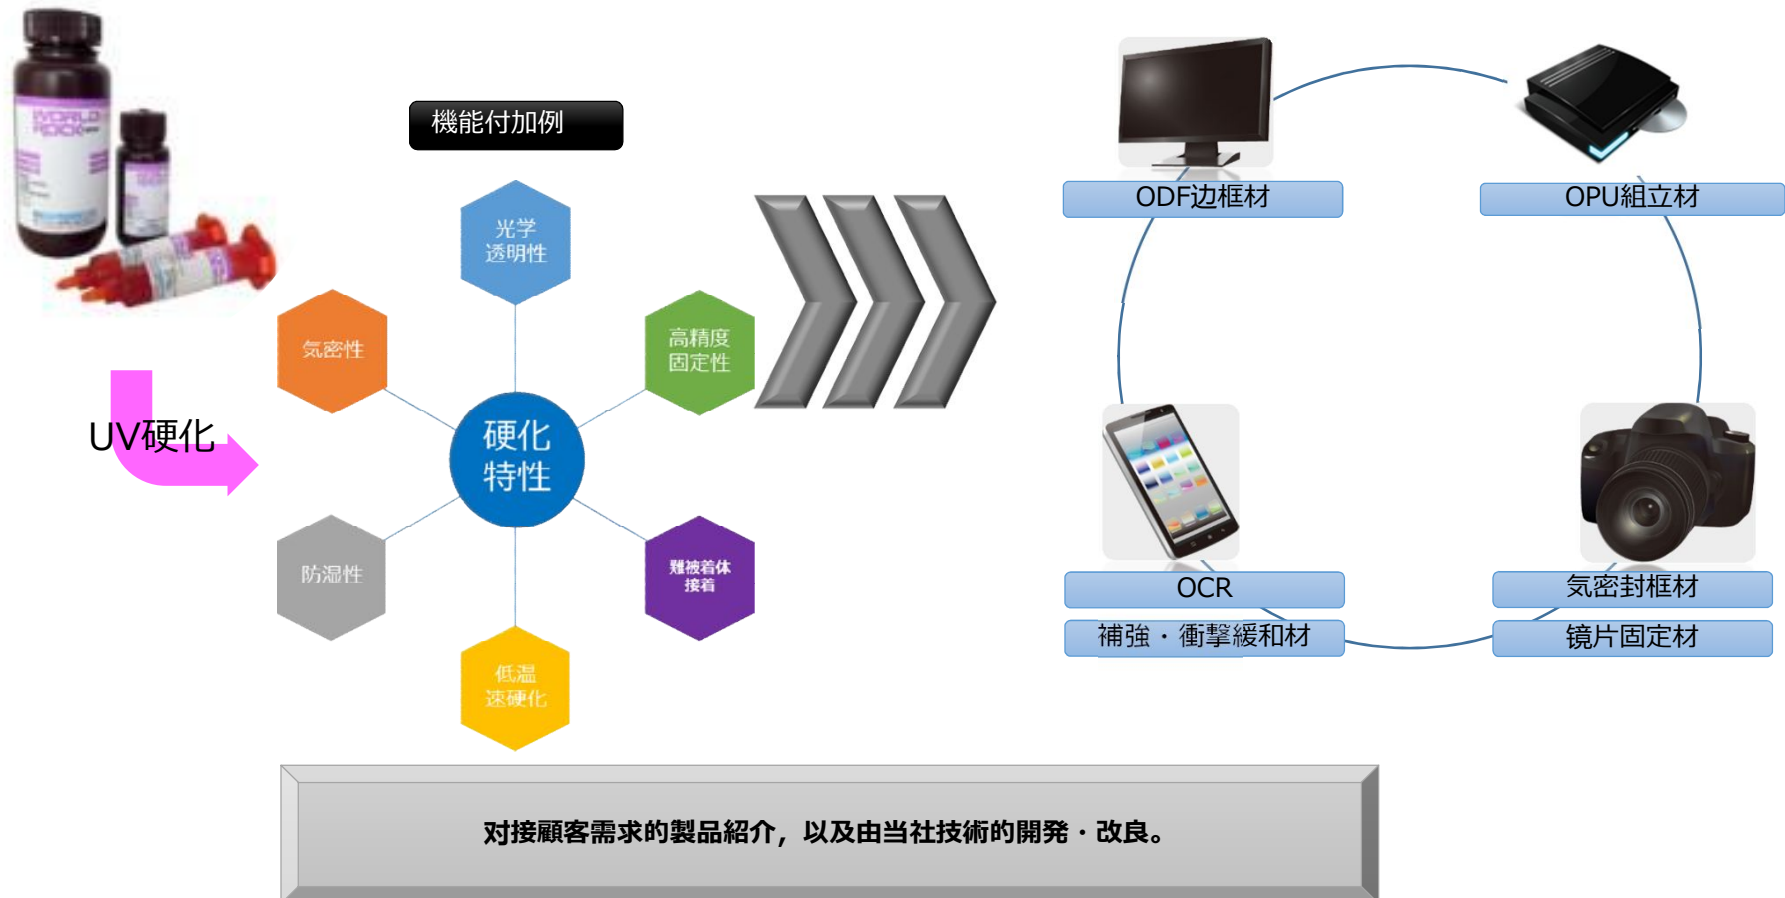 WORLD
ROCK
機能付加例
光学
透明性
気密性
高精度
固定性
UV硬化
硬化
特性
防湿性
難被着体
接着
低温
速硬化
ODF边框材
OPU組立材
OCR
補強・衝撃緩和材
気密封框材
镜片固定材
对接顧客需求的製品紹介，以及由当社技術的開発・改良。